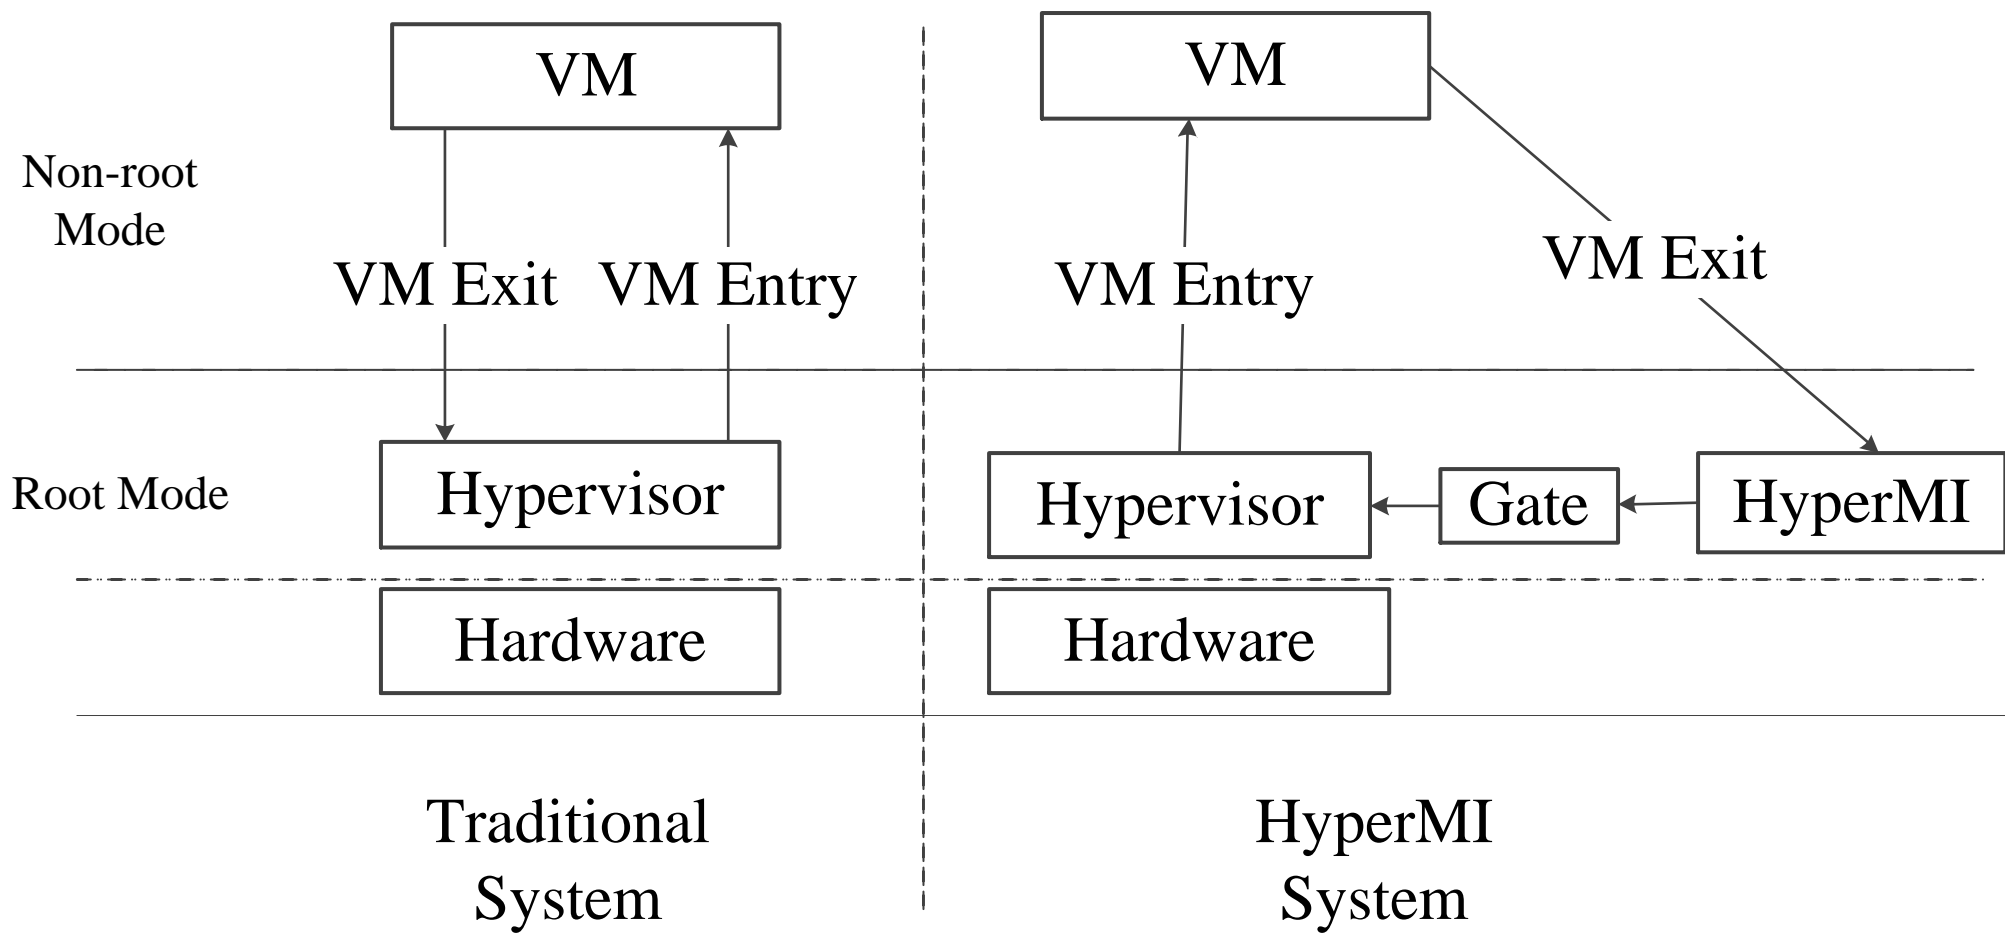 VM
VM
Non-root
Mode
VM Exit
VM Entry
VM Entry
VM Exit
Root Mode
Hypervisor
Hypervisor
Gate
HyperMI
Hardware
Hardware
Traditional
System
HyperMI
System